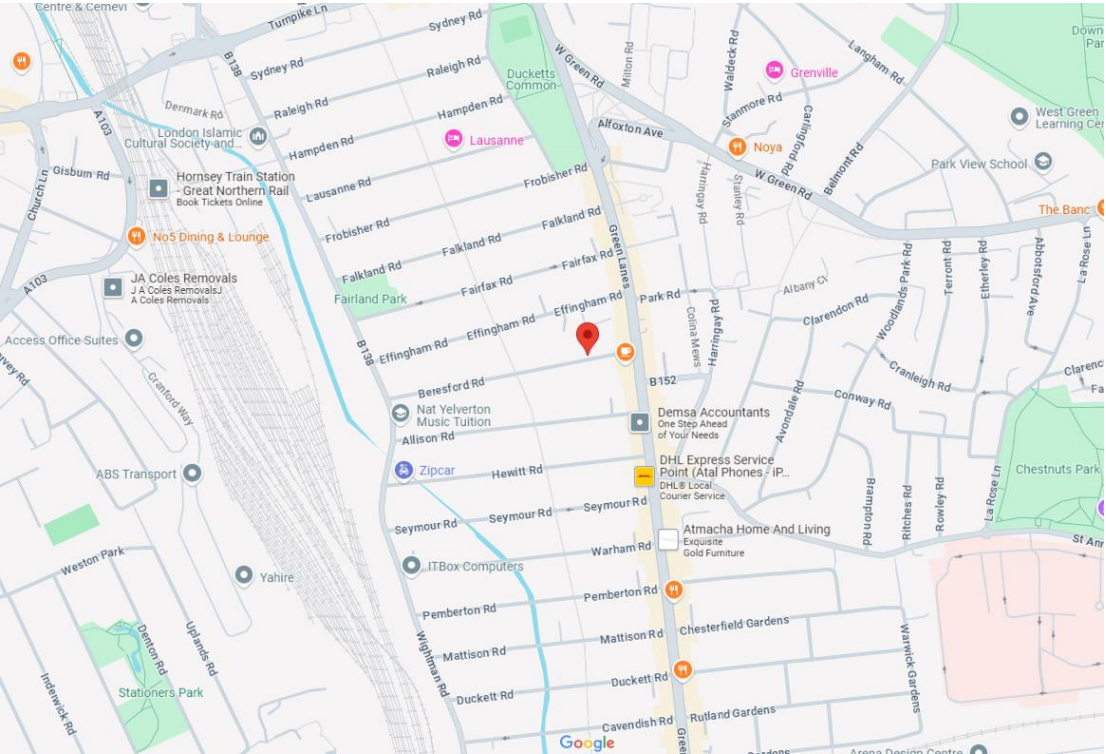 Centre & Cemevi
Turnpike Ln
Sydney Rd
B138
Sydney Rd
Raleigh Rd
Ducketts
Common
W Green Rd
Milton Rd
Waldeck Rd
Grenville
Langham Rd
Down
Par
A103
Denmark Rd
Raleigh Rd
Hampden Rd
Stanmore Rd
Carlingford Rd
West Green
Learning Cer
London Islamic
Cultural Society and...
Hampden Rd
Lausanne
Alfoxton Ave
Noya
Belmont Rd
Park View School
Church Ln
Gisburn Rd
Hornsey Train Station
- Great Northern Rail
Book Tickets Online
Lausanne Rd
Frobisher Rd
Harringay Rd
Stanley Rd
W Green Rd
The Banc
No5 Dining & Lounge
Frobisher Rd
Falkland Rd
Green Lanes
La Rose Ln
Abbotsford Ave
Etherley Rd
Terront Rd
Woodlands Park Rd
A103
JA Coles Removals
J A Coles RemovalsJ
A Coles Removals
Falkland Rd
Fairfax Rd
Albany Cl
Fairland Park
Fairfax Rd
Effingham Rd
Park Rd
Harringay Rd
Colina Mews
Clarendon Rd
Access Office Suites
B138
Effingham Rd
Effingham Rd
vey Rd
Cranford Way
Beresford Rd
B152
Cranleigh Rd
Clarenc
Fa
Nat Yelverton
Music Tuition
Demsa Accountants
One Step Ahead
of Your Needs
Avondale Rd
Conway Rd
Allison Rd
ABS Transport
Zipcar
Hewitt Rd
DHL Express Service
Point (Atal Phones - iP...
DHL® Local
Courier Service
Chestnuts Park
La Rose Ln
Seymour Rd
Seymour Rd
Seymour Rd
Brampton Rd
Ritches Rd
Rowley Rd
Atmacha Home And Living
Exquisite
Gold Furniture
St Ann
Weston Park
Warham Rd
Yahire
ITBox Computers
Pemberton Rd
Pemberton Rd
Chesterfield Gardens
Mattison Rd
Denton Rd
Uplands Rd
Wightman Rd
Mattison Rd
Warwick Gardens
Inderwick Rd
Stationers Park
Duckett Rd
Duckett Rd
Cavendish Rd
Rutland Gardens
Google
Gree
Gardens
Arena Design Centre